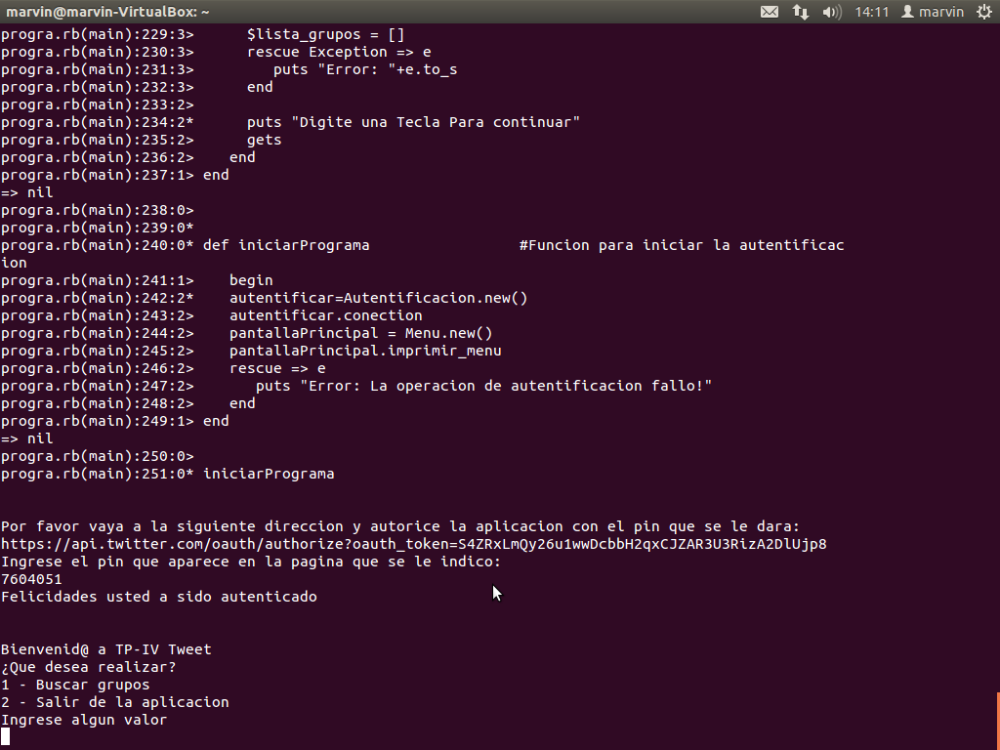 marvin@marvin-VirtualBox: ~ 14:11 marvin
progra.rb(main):229:3>      $lista_grupos = []
progra.rb(main):230:3>      rescue Exception => e
progra.rb(main):231:3>         puts "Error: "+e.to_s
progra.rb(main):232:3>      end
progra.rb(main):233:2>
progra.rb(main):234:2*      puts "Digite una Tecla Para continuar"
progra.rb(main):235:2>      gets
progra.rb(main):236:2>    end
progra.rb(main):237:1> end
=> nil
progra.rb(main):238:0>
progra.rb(main):239:0*
progra.rb(main):240:0* def iniciarPrograma                 #Funcion para iniciar la autentificac
ion
progra.rb(main):241:1>    begin
progra.rb(main):242:2*    autentificar=Autentificacion.new()
progra.rb(main):243:2>    autentificar.conection
progra.rb(main):244:2>    pantallaPrincipal = Menu.new()
progra.rb(main):245:2>    pantallaPrincipal.imprimir_menu
progra.rb(main):246:2>    rescue => e
progra.rb(main):247:2>       puts "Error: La operacion de autentificacion fallo!"
progra.rb(main):248:2>    end
progra.rb(main):249:1> end
=> nil
progra.rb(main):250:0>
progra.rb(main):251:0* iniciarPrograma
Por favor vaya a la siguiente direccion y autorice la aplicacion con el pin que se le dara:
https://api.twitter.com/oauth/authorize?oauth_token=S4ZRxLmQy26u1wwDcbbH2qxCJZAR3U3RizA2DlUjp8
Ingrese el pin que aparece en la pagina que se le indico:
7604051
Felicidades usted a sido autenticado
Bienvenid@ a TP-IV Tweet
¿Que desea realizar?
1 - Buscar grupos
2 - Salir de la aplicacion
Ingrese algun valor